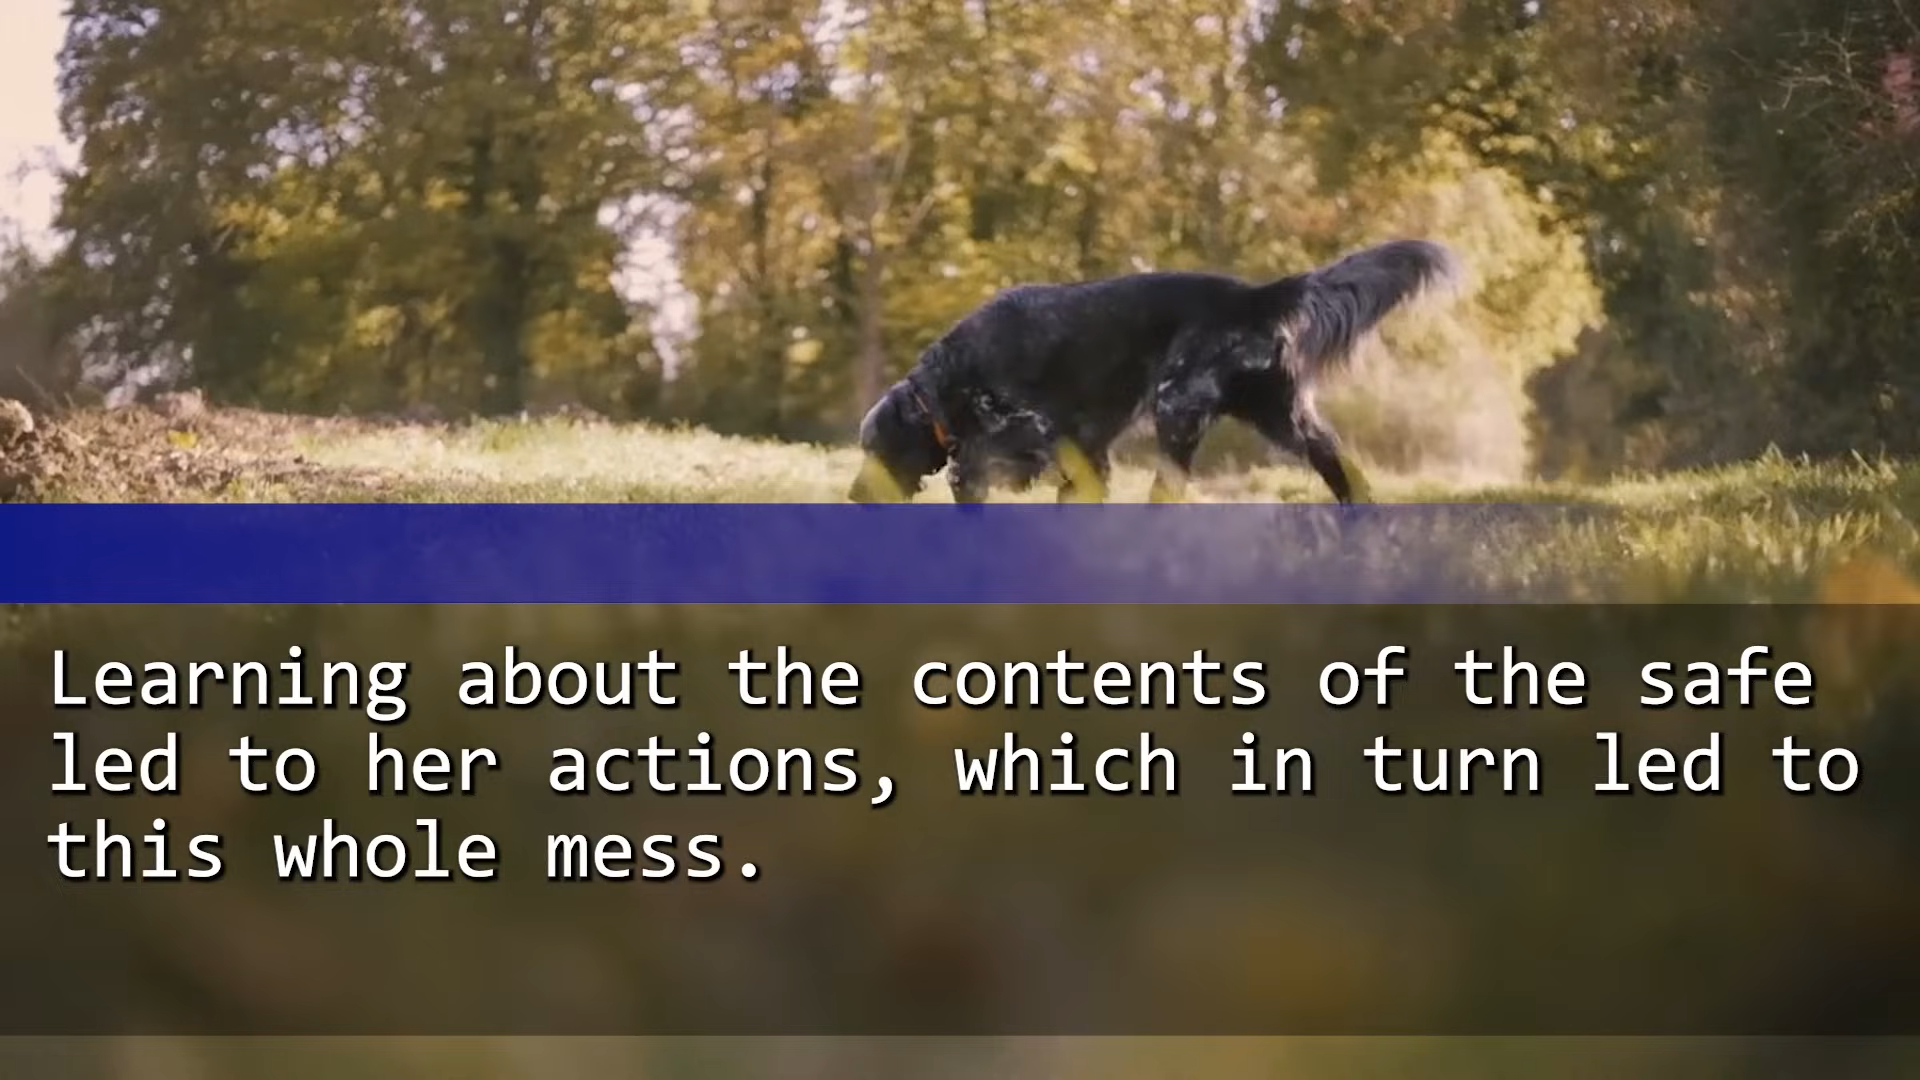 Learning about the contents of the safe
led to her actions, which in turn led to
this whole mess.